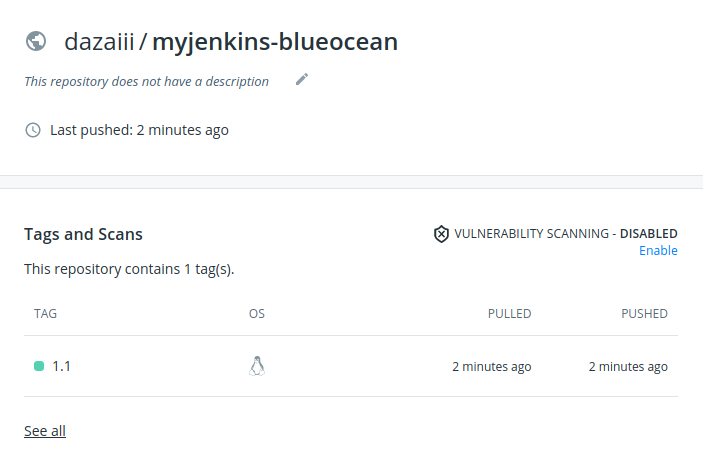 dazaiii / myjenkins-blueocean
This repository does not have a description
Last pushed: 2 minutes ago
Tags and Scans
VULNERABILITY SCANNING - DISABLED
Enable
This repository contains 1 tag(s).
TAG OS PULLED PUSHED
1.1 2 minutes ago 2 minutes ago
See all